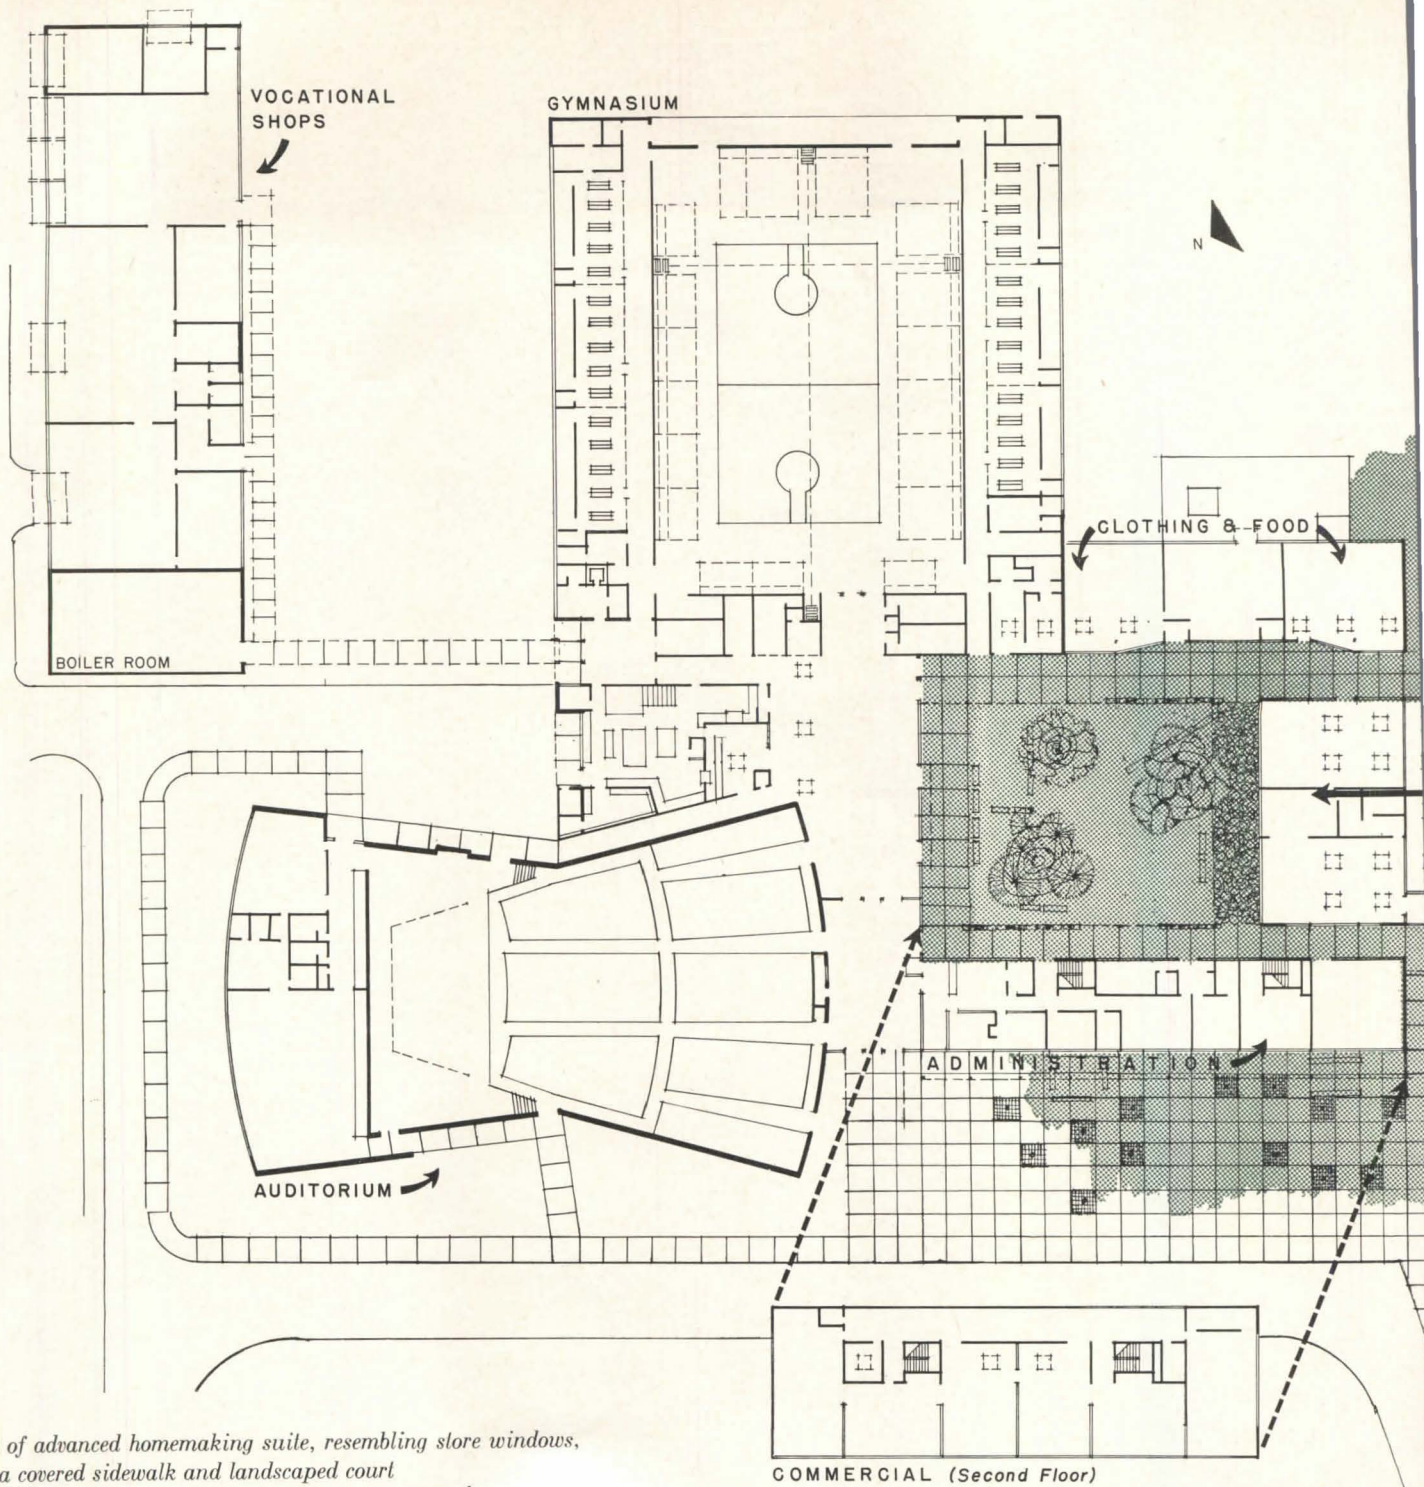 VOCATIONAL
SHOPS
GYMNASIUM
N
CLOTHING & FOOD
BOILER ROOM
ADMINISTRATION
AUDITORIUM
of advanced homemaking suite, resembling store windows,
a covered sidewalk and landscaped court
COMMERCIAL (Second Floor)